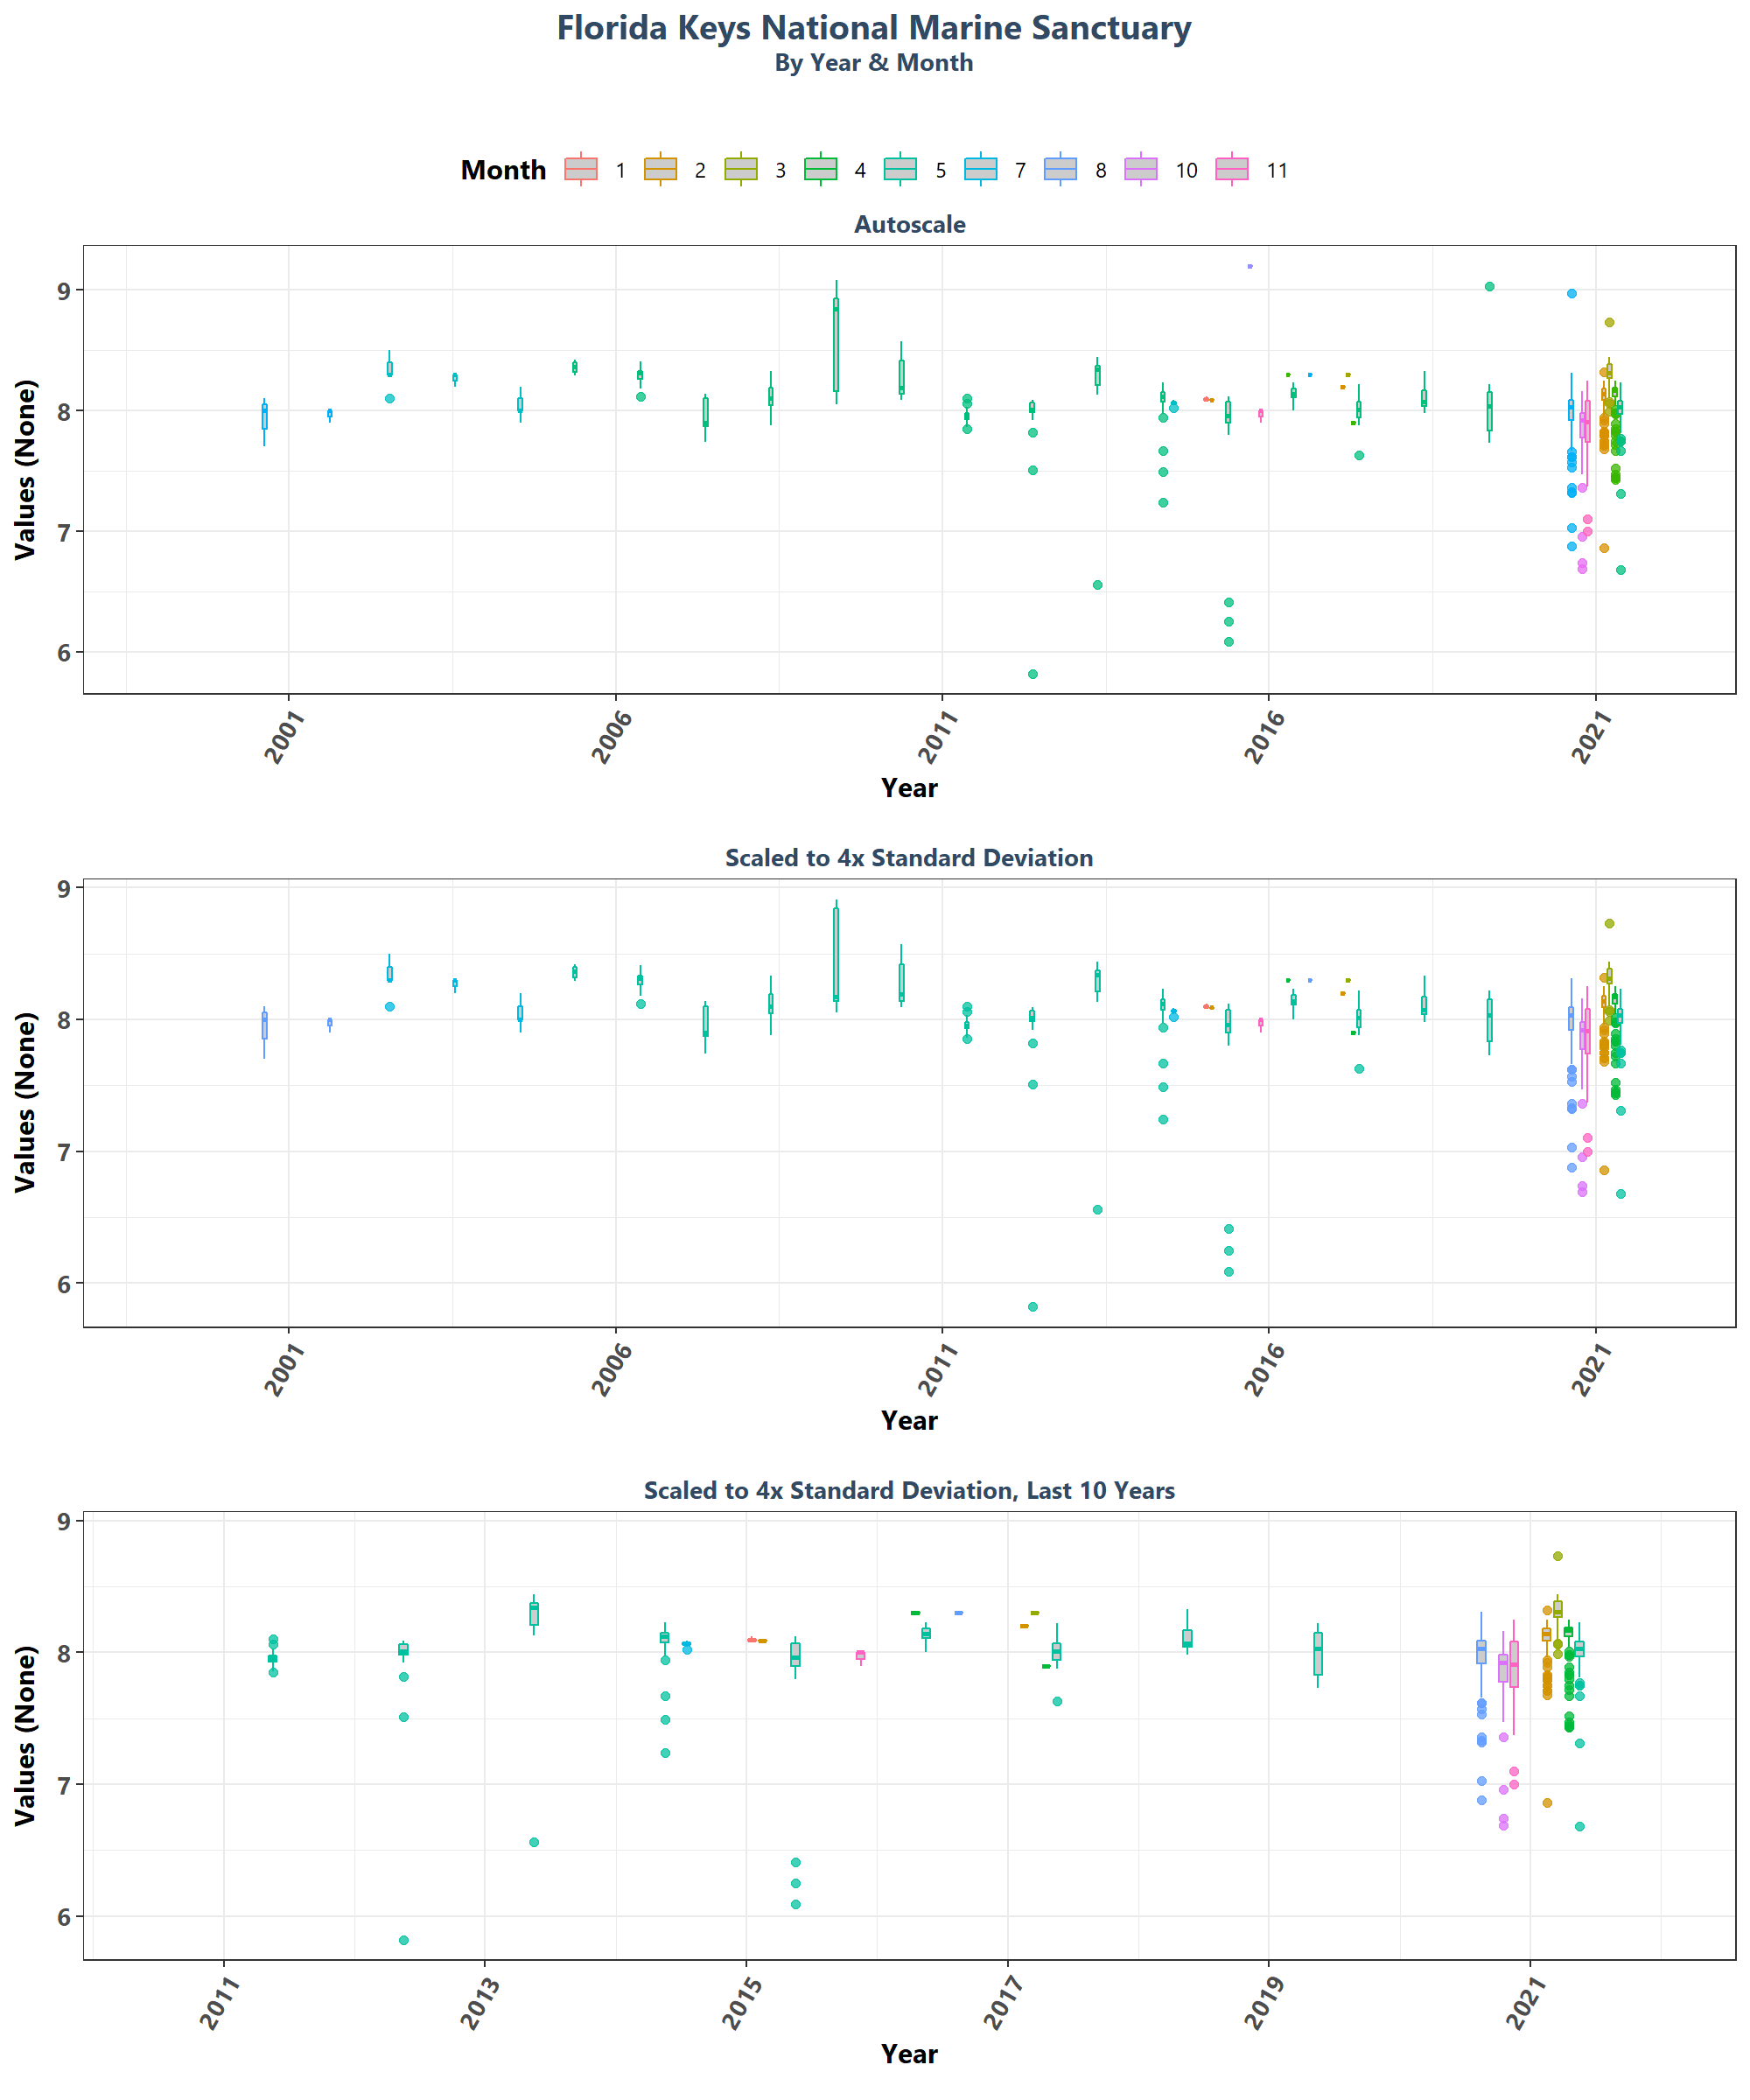 Florida Keys National Marine Sanctuary
By Year & Month
Month 1 2 3 4 5 7 8 10 11
Autoscale
Values (None)
9
8
7
6
2001 2006 2011 2016 2021
Year
Scaled to 4x Standard Deviation
Values (None)
9
8
7
6
2001 2006 2011 2016 2021
Year
Scaled to 4x Standard Deviation, Last 10 Years
Values (None)
9
8
7
6
2011 2013 2015 2017 2019 2021
Year